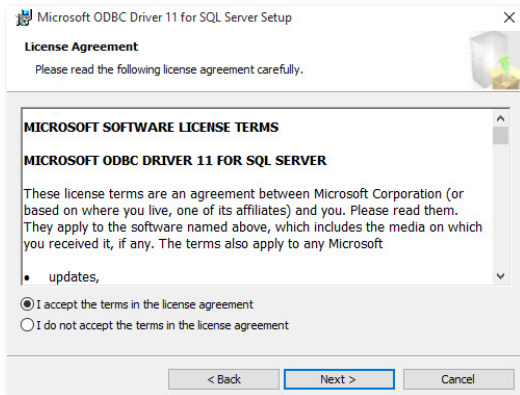 Microsoft ODBC Driver 11 for SQL Server Setup
License Agreement
Please read the following license agreement carefully.
MICROSOFT SOFTWARE LICENSE TERMS
MICROSOFT ODBC DRIVER 11 FOR SQL SERVER
These license terms are an agreement between Microsoft Corporation (or
based on where you live, one of its affiliates) and you. Please read them.
They apply to the software named above, which includes the media on which
you received it, if any. The terms also apply to any Microsoft
• updates,
I accept the terms in the license agreement
I do not accept the terms in the license agreement
< Back Next > Cancel